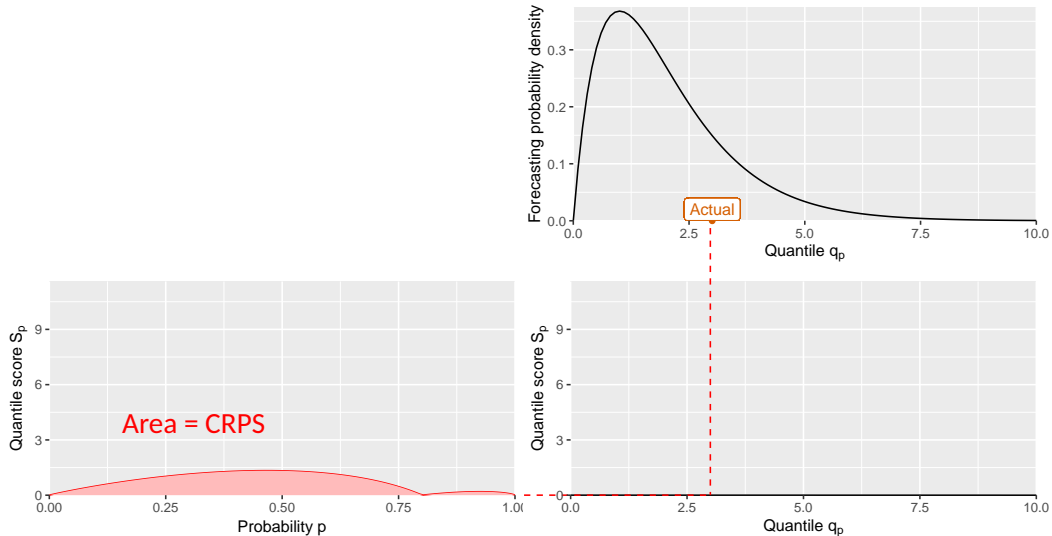 Forecasting probability density
0.3
0.2
0.1
0.0
Actual
0.0 2.5 5.0 7.5 10.0
Quantile qp
Quantile score Sp
9
6
3
0
Area = CRPS
0.00 0.25 0.50 0.75 1.00
Probability p
Quantile score Sp
9
6
3
0
0.0 2.5 5.0 7.5 10.0
Quantile qp